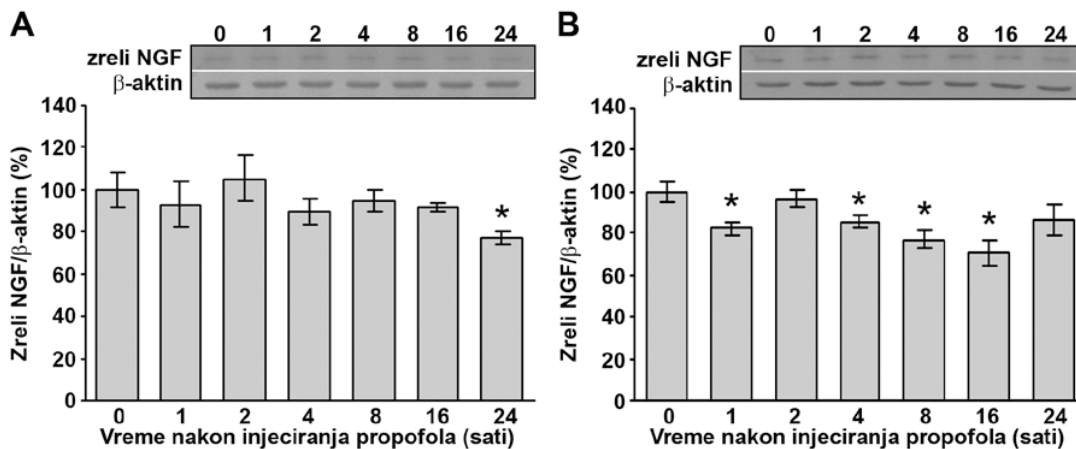 A
0 1 2 4 8 16 24
zreli NGF
β-aktin
Zreli NGF/β-aktin (%)
140
120
100
80
60
40
20
0
*
0 1 2 4 8 16 24
Vreme nakon injeciranja propofola (sati)
B
0 1 2 4 8 16 24
zreli NGF
β-aktin
Zreli NGF/β-aktin (%)
140
120
100
80
60
40
20
0
* * * *
0 1 2 4 8 16 24
Vreme nakon injeciranja propofola (sati)